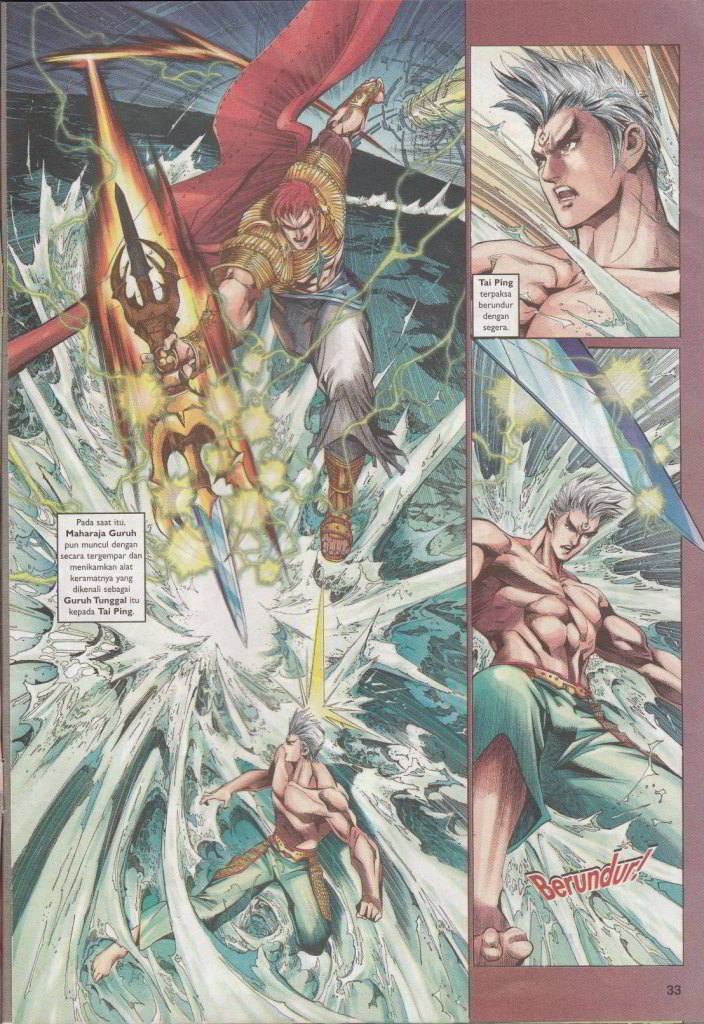 Pada saat itu,
Maharaja Guruh
pun muncul dengan
secara tergempar dan
menikamkan aiat
keramatnya yang
dikenali sebagai
Guruh Tunggal itu
kepada Tai Ping.
Tai Ping
terpaksa
berundur
dengan
segera.
Berundur!
33